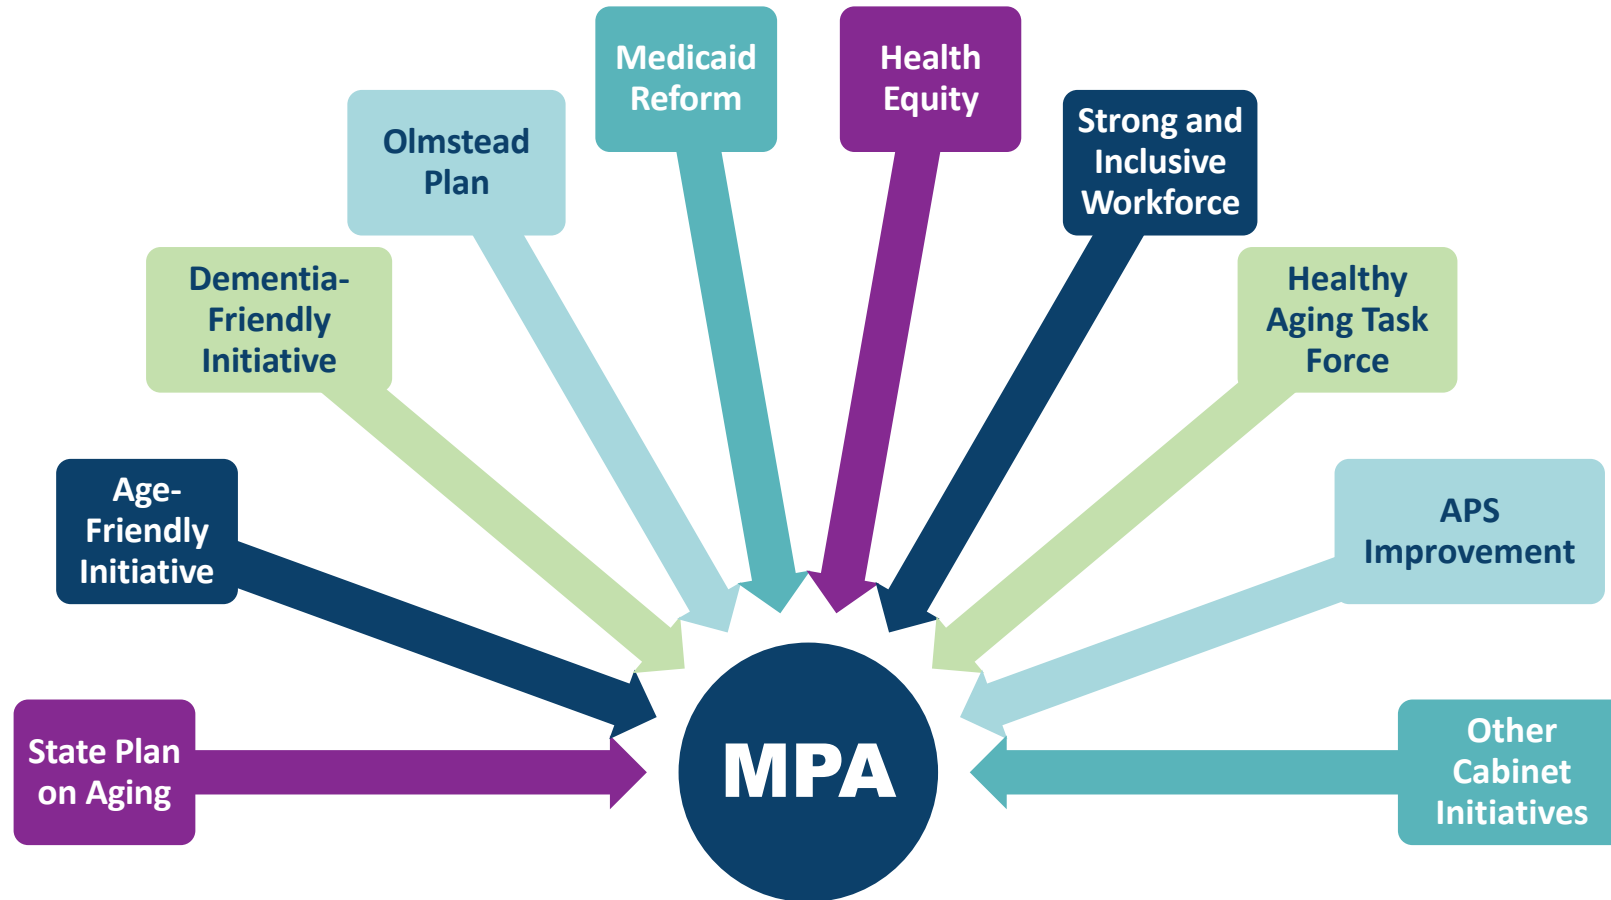 State Plan
on Aging
Age-
Friendly
Initiative
Dementia-
Friendly
Initiative
Olmstead
Plan
Medicaid
Reform
Health
Equity
Strong and
Inclusive
Workforce
Healthy
Aging Task
Force
APS
Improvement
Other
Cabinet
Initiatives
MPA